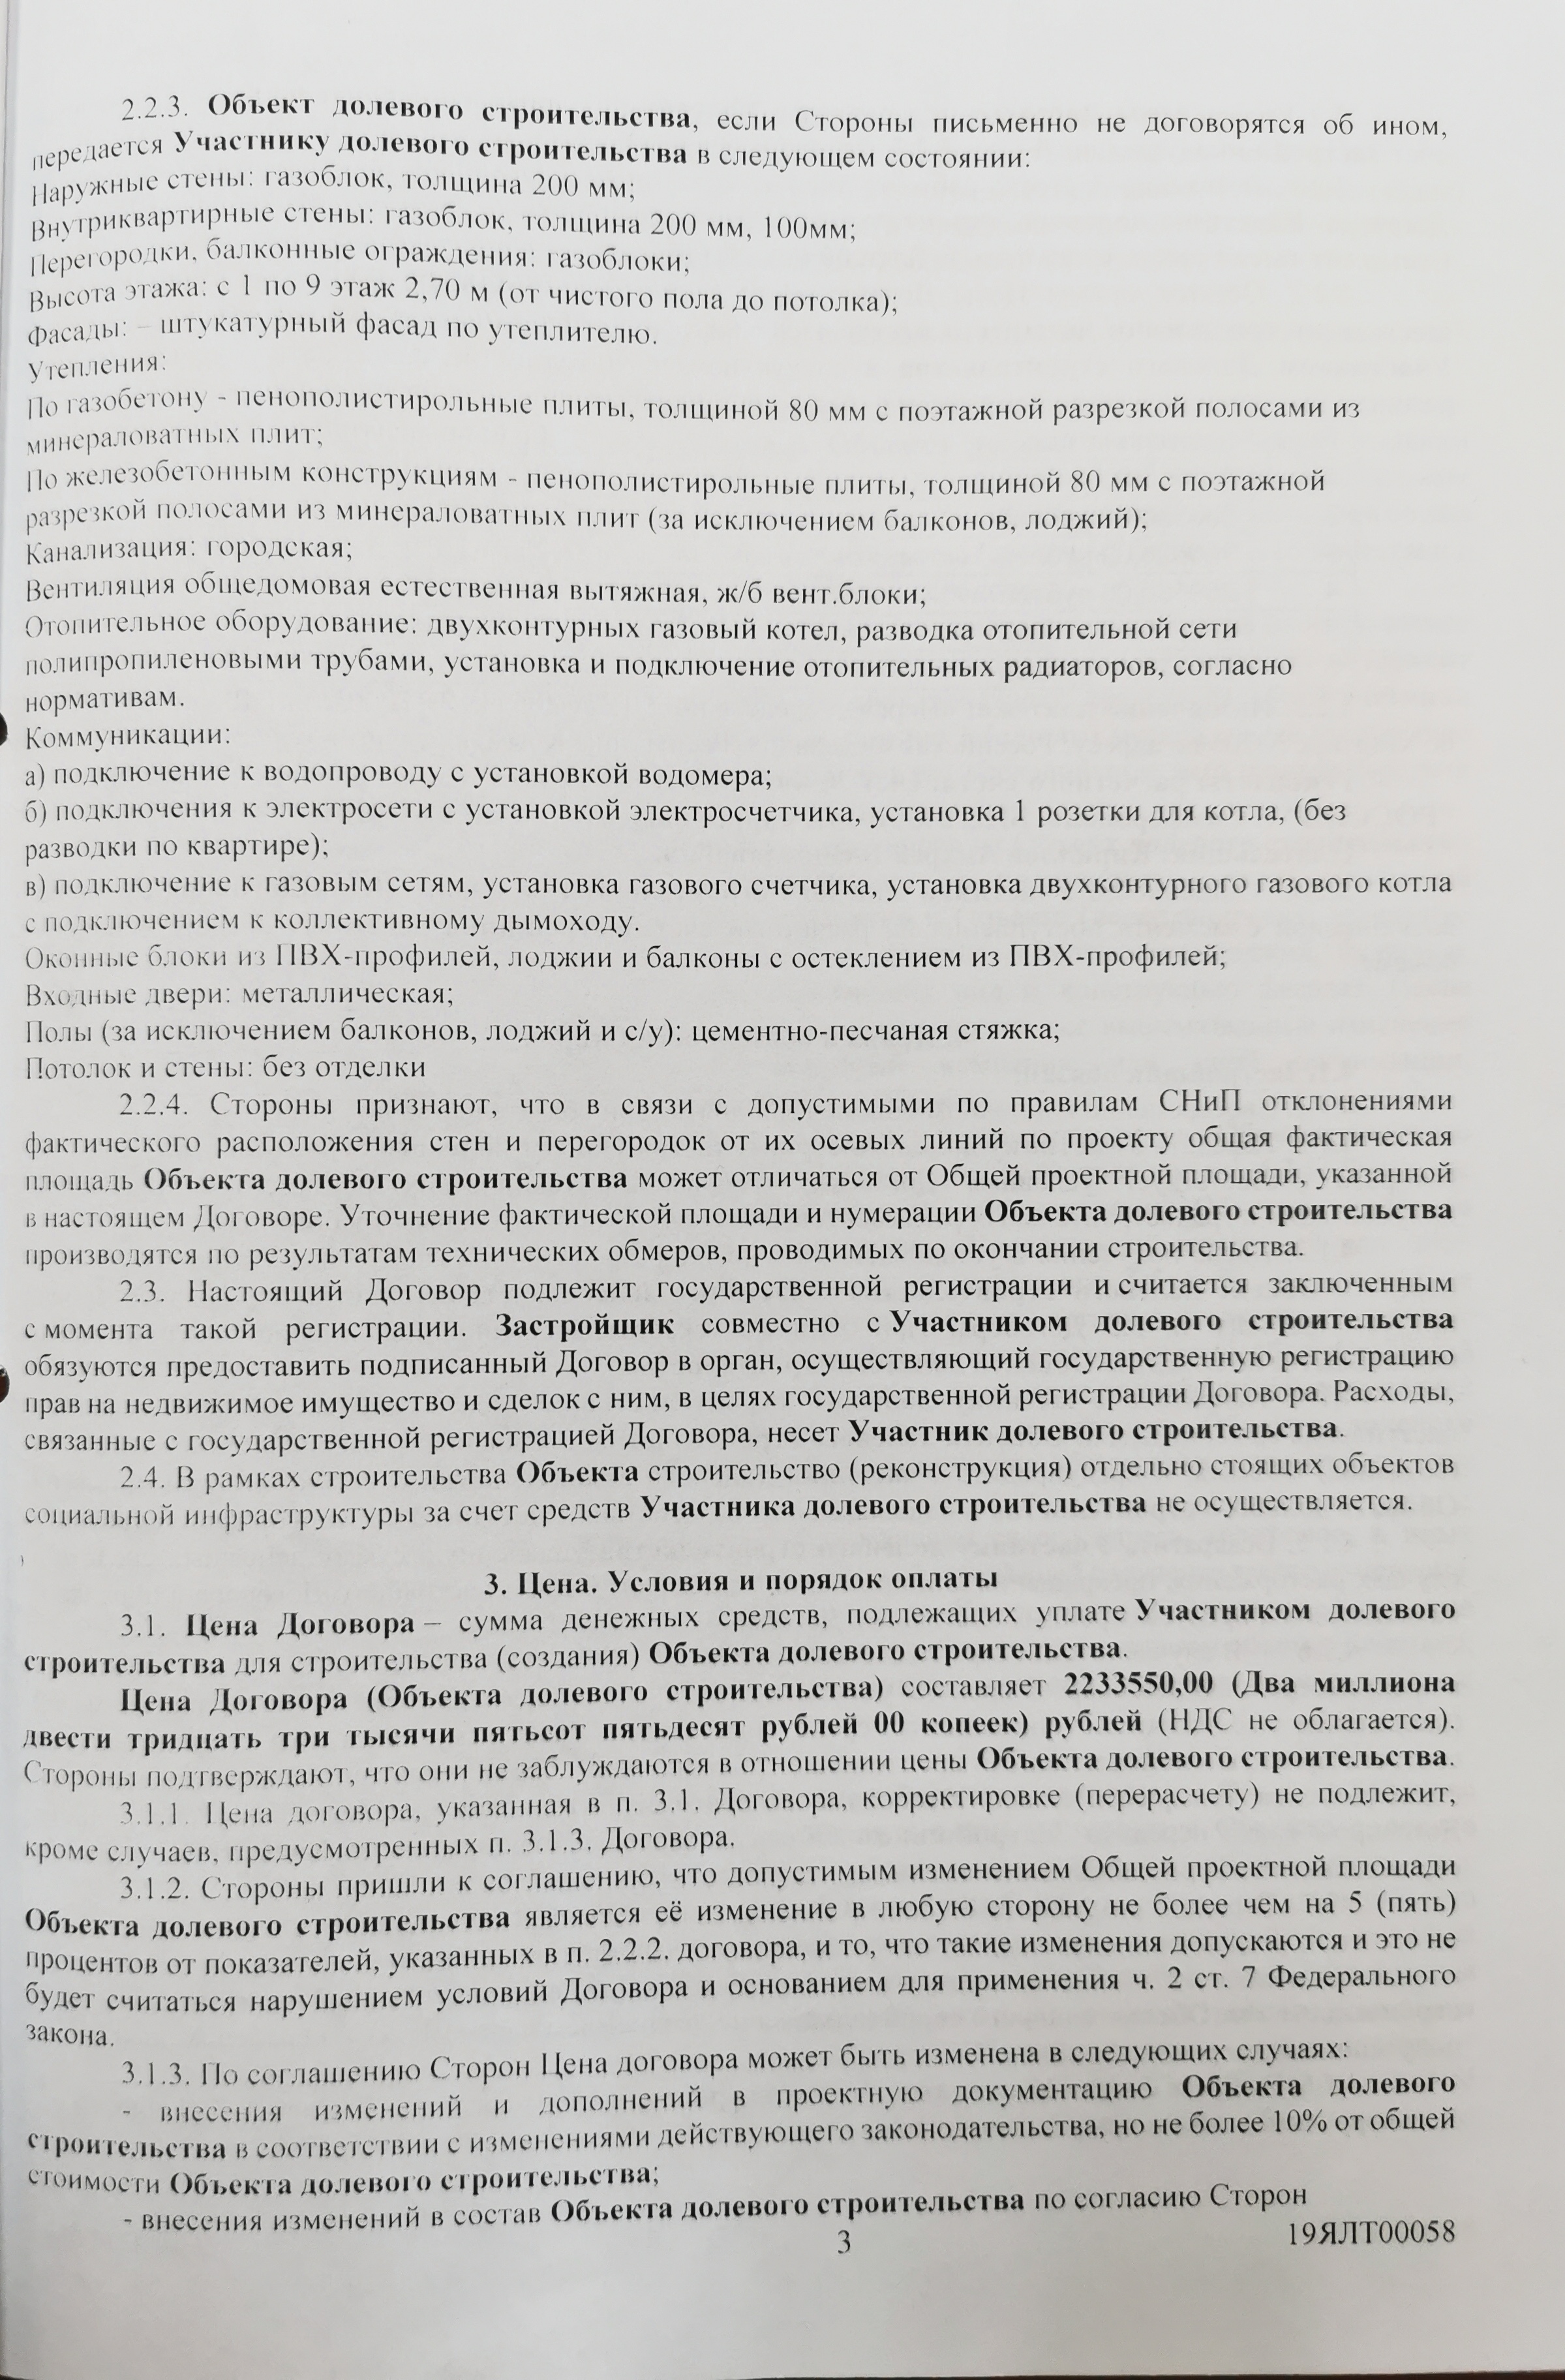 2.2.3. Объект долевого строительства, если Стороны письменно не договорятся об ином,
передается Участнику долевого строительства в следующем состоянии:
Наружные стены: газоблок, толщина 200 мм;
Внутриквартирные стены: газоблок, толщина 200 мм, 100мм;
Перегородки, балконные ограждения: газоблоки;
Высота этажа: с 1 по 9 этаж 2,70 м (от чистого пола до потолка);
Фасады: – штукатурный фасад по утеплителю.
Утепления:
По газобетону - пенополистирольные плиты, толщиной 80 мм с поэтажной разрезкой полосами из
минераловатных плит;
По железобетонным конструкциям - пенополистирольные плиты, толщиной 80 мм с поэтажной
разрезкой полосами из минераловатных плит (за исключением балконов, лоджий);
Канализация: городская;
Вентиляция общедомовая естественная вытяжная, ж/б вент.блоки;
Отопительное оборудование: двухконтурных газовый котел, разводка отопительной сети
полипропиленовыми трубами, установка и подключение отопительных радиаторов, согласно
нормативам.
Коммуникации:
а) подключение к водопроводу с установкой водомера;
б) подключения к электросети с установкой электросчетчика, установка 1 розетки для котла, (без
разводки по квартире);
в) подключение к газовым сетям, установка газового счетчика, установка двухконтурного газового котла
с подключением к коллективному дымоходу.
Оконные блоки из ПВХ-профилей, лоджии и балконы с остеклением из ПВХ-профилей;
Входные двери: металлическая;
Полы (за исключением балконов, лоджий и с/у): цементно-песчаная стяжка;
Потолок и стены: без отделки
2.2.4. Стороны признают, что в связи с допустимыми по правилам СНиП отклонениями
фактического расположения стен и перегородок от их осевых линий по проекту общая фактическая
площадь Объекта долевого строительства может отличаться от Общей проектной площади, указанной
в настоящем Договоре. Уточнение фактической площади и нумерации Объекта долевого строительства
производятся по результатам технических обмеров, проводимых по окончании строительства.
2.3. Настоящий Договор подлежит государственной регистрации и считается заключенным
с момента такой регистрации. Застройщик совместно с Участником долевого строительства
обязуются предоставить подписанный Договор в орган, осуществляющий государственную регистрацию
прав на недвижимое имущество и сделок с ним, в целях государственной регистрации Договора. Расходы,
связанные с государственной регистрацией Договора, несет Участник долевого строительства.
2.4. В рамках строительства Объекта строительство (реконструкция) отдельно стоящих объектов
социальной инфраструктуры за счет средств Участника долевого строительства не осуществляется.
3. Цена. Условия и порядок оплаты
3.1. Цена Договора – сумма денежных средств, подлежащих уплате Участником долевого
строительства для строительства (создания) Объекта долевого строительства.
Цена Договора (Объекта долевого строительства) составляет 2233550,00 (Два миллиона
двести тридцать три тысячи пятьсот пятьдесят рублей 00 копеек) рублей (НДС не облагается).
Стороны подтверждают, что они не заблуждаются в отношении цены Объекта долевого строительства.
3.1.1. Цена договора, указанная в п. 3.1. Договора, корректировке (перерасчету) не подлежит,
кроме случаев, предусмотренных п. 3.1.3. Договора.
3.1.2. Стороны пришли к соглашению, что допустимым изменением Общей проектной площади
Объекта долевого строительства является её изменение в любую сторону не более чем на 5 (пять)
процентов от показателей, указанных в п. 2.2.2. договора, и то, что такие изменения допускаются и это не
будет считаться нарушением условий Договора и основанием для применения ч. 2 ст. 7 Федерального
закона.
3.1.3. По соглашению Сторон Цена договора может быть изменена в следующих случаях:
- внесения изменений и дополнений в проектную документацию Объекта долевого
строительства в соответствии с изменениями действующего законодательства, но не более 10% от общей
стоимости Объекта долевого строительства;
- внесения изменений в состав Объекта долевого строительства по согласию Сторон
3
19ЯЛТ00058